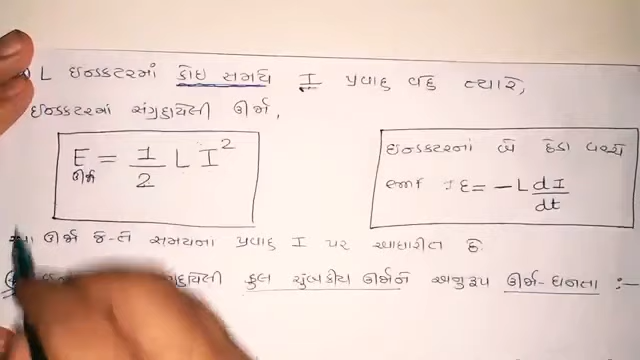 L ઇન્ડક્ટરમાં કોઇ સમયે I પ્રવાહ વહે ત્યારે,
ઇન્ડક્ટરમાં સંગ્રહાયેલી ઊર્જા,
E = 1/2 L I²
ઊર્જા
ઇન્ડક્ટરનાં બે છેડા વચ્ચે
emf ε = -L dI/dt
આ ઊર્જા જે-તે સમયના પ્રવાહ I પર આધારીત છે.
કુલ ચુંબકીય ઊર્જાને અનુરૂપ ઊર્જા-ઘનતા :-